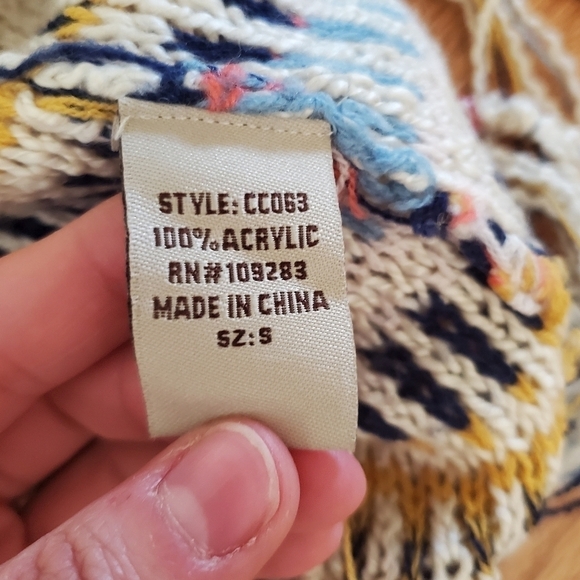 STYLE: CC063
100% ACRYLIC
RN#109283
MADE IN CHINA
SZ: S